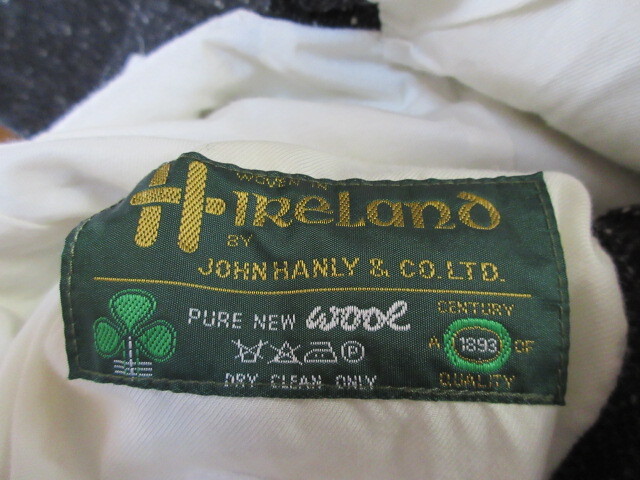 WOVEN IN
H IRELAND
BY
JOHN HANLY & CO. LTD.
PURE NEW wool
P
DRY CLEAN ONLY
CENTURY
A 1893 OF
QUALITY